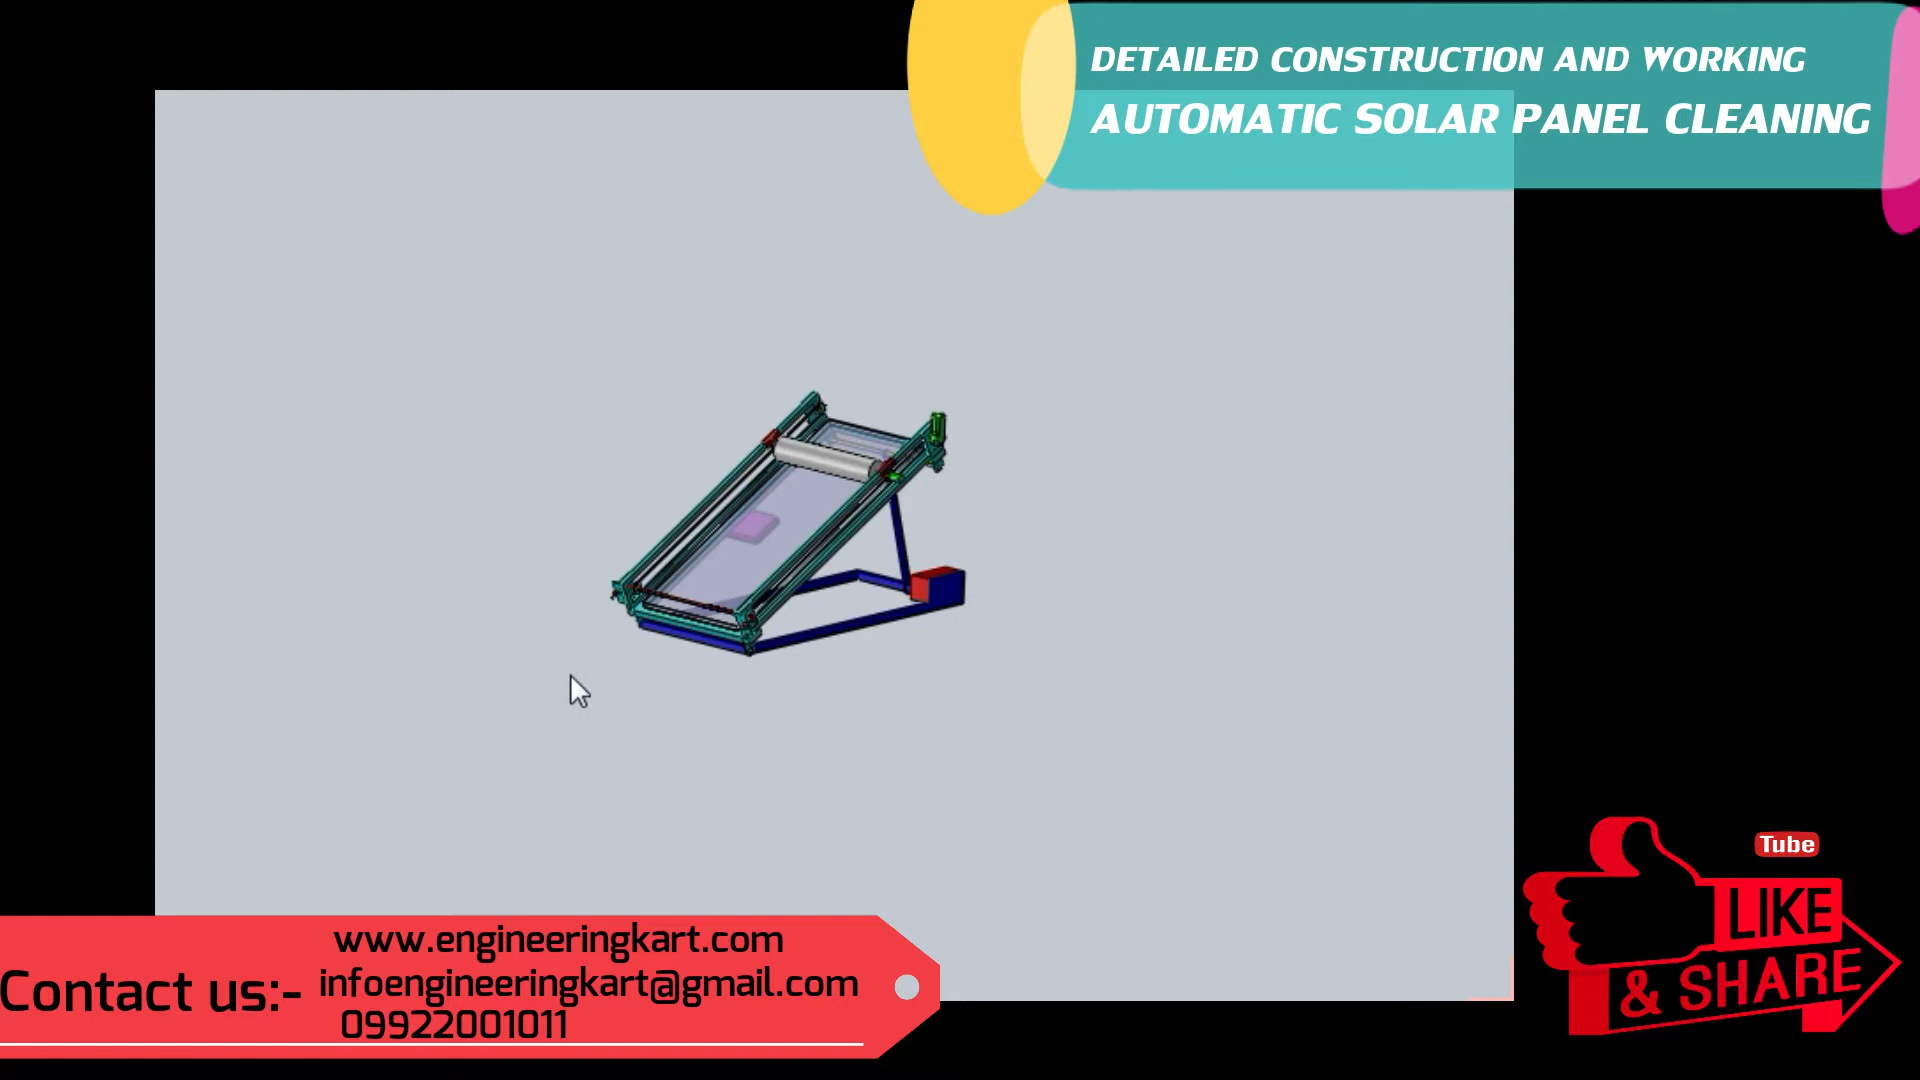 DETAILED CONSTRUCTION AND WORKING
AUTOMATIC SOLAR PANEL CLEANING
www.engineeringkart.com
Contact us:- infoengineeringkart@gmail.com
09922001011
Tube
LIKE
& SHARE